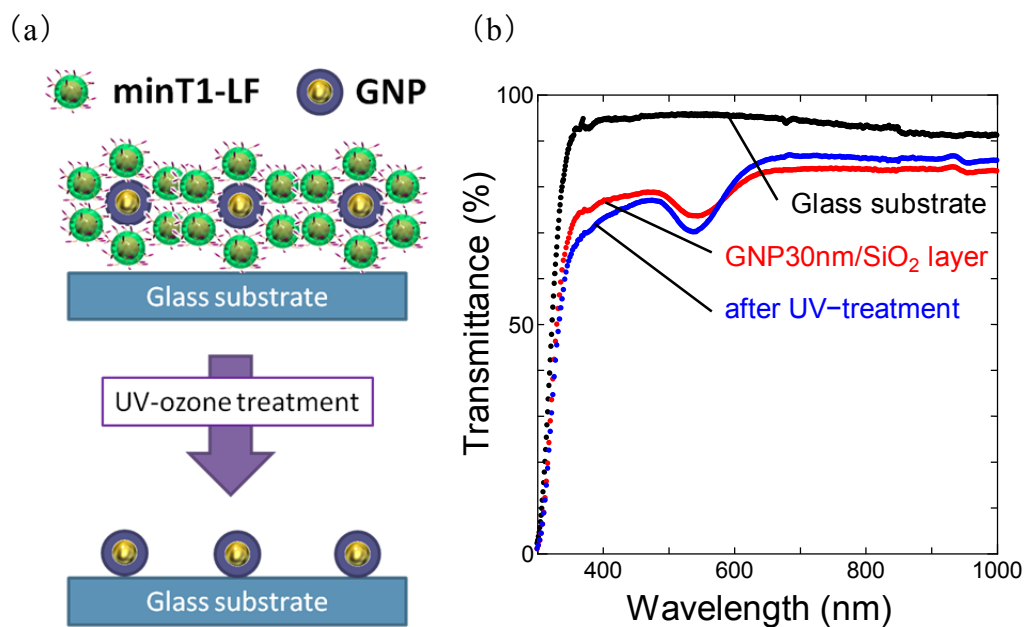 (a)
minT1-LF
GNP
Glass substrate
UV-ozone treatment
Glass substrate
(b)
100
50
0
Transmittance (%)
Glass substrate
GNP30nm/SiO₂ layer
after UV−treatment
400
600
800
1000
Wavelength (nm)